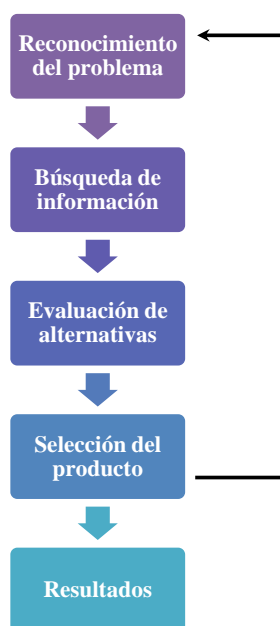 Reconocimiento
del problema
Búsqueda de
información
Evaluación de
alternativas
Selección del
producto
Resultados